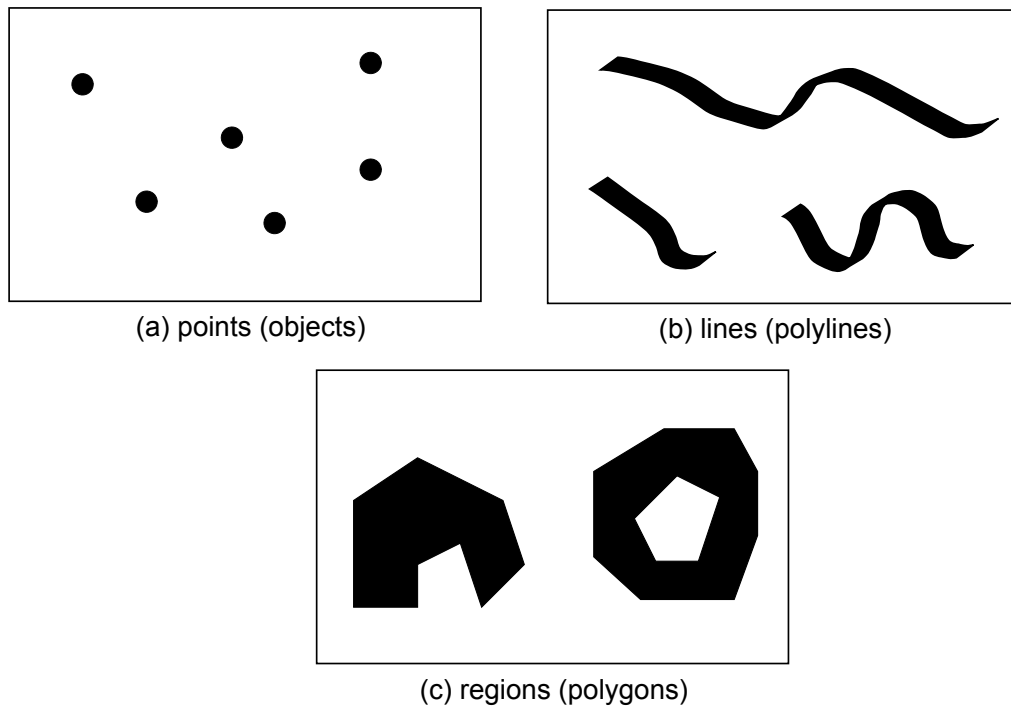 (a) points (objects)
(b) lines (polylines)
(c) regions (polygons)